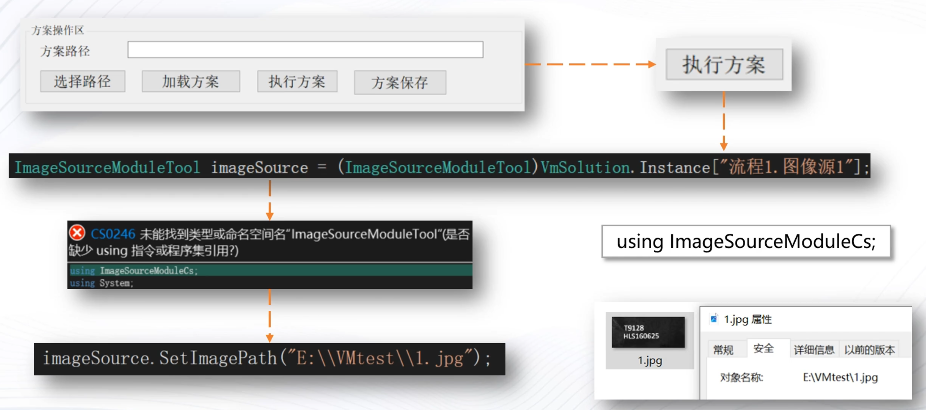 方案操作区
方案路径
选择路径 加载方案 执行方案 方案保存
执行方案
ImageSourceModuleTool imageSource = (ImageSourceModuleTool)VmSolution.Instance["流程1.图像源1"];
CS0246 未能找到类型或命名空间名"ImageSourceModuleTool"(是否
缺少 using 指令或程序集引用?)
using ImageSourceModuleCs;
using System;
using ImageSourceModuleCs;
imageSource.SetImagePath("E:\\VMtest\\1.jpg");
T9128
HLS160625
1.jpg
1.jpg 属性
常规 安全 详细信息 以前的版本
对象名称: E:\VMtest\1.jpg